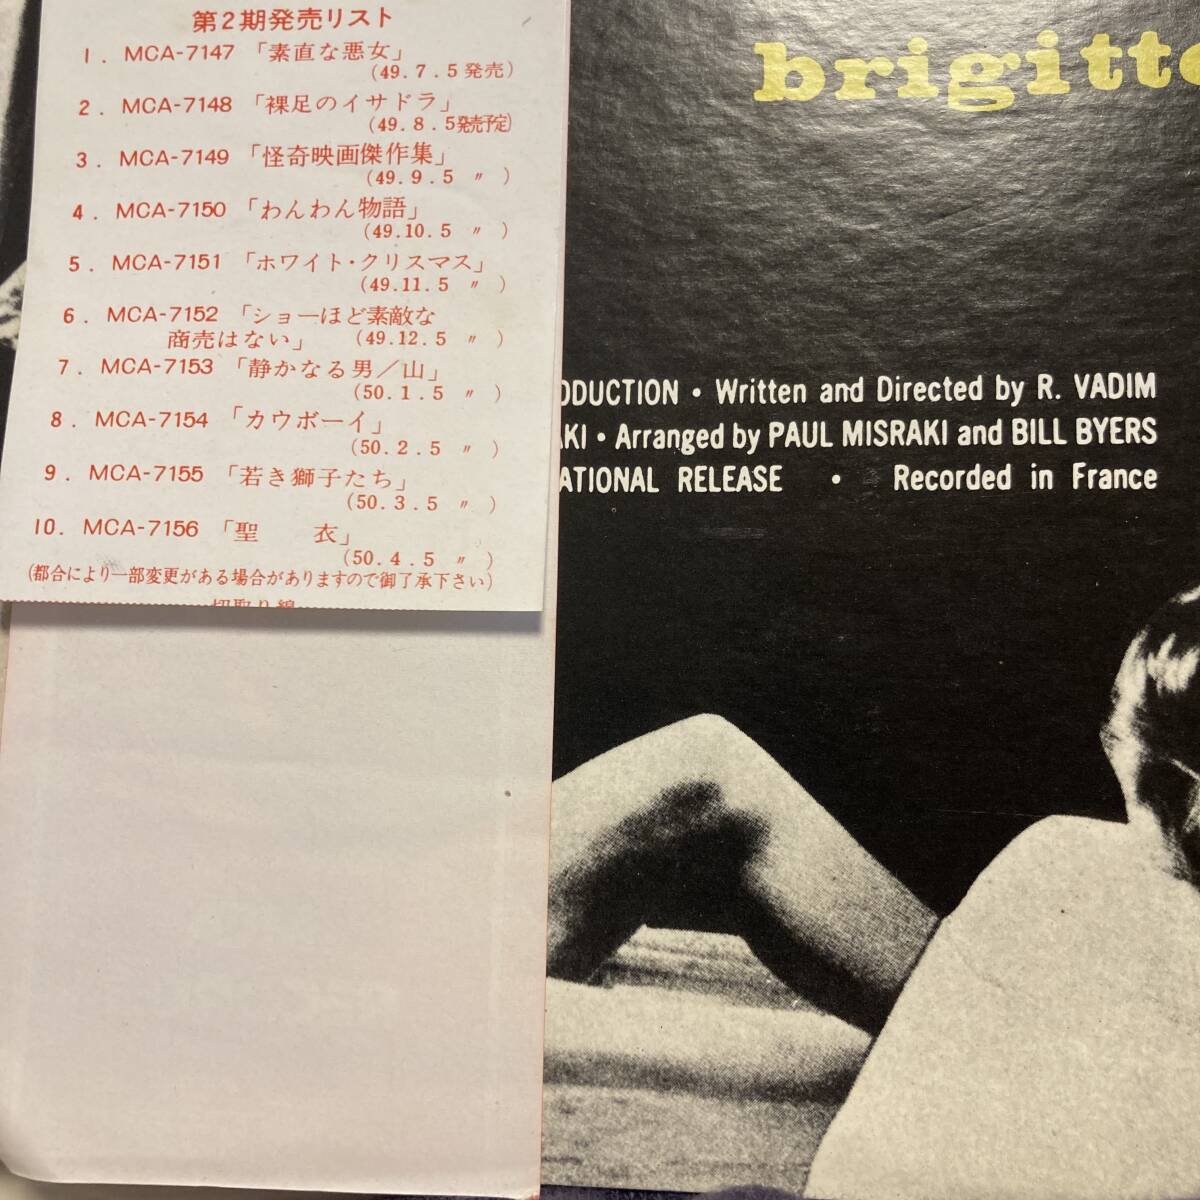 第2期発売リスト
1. MCA-7147 「素直な悪女」
(49.7.5発売)
2. MCA-7148 「裸足のイサドラ」
(49.8.5発売予定)
3. MCA-7149 「怪奇映画傑作集」
(49.9.5 〃 )
4. MCA-7150 「わんわん物語」
(49.10.5 〃 )
5. MCA-7151 「ホワイト・クリスマス」
(49.11.5 〃 )
6. MCA-7152 「ショーほど素敵な
商売はない」 (49.12.5 〃 )
7. MCA-7153 「静かなる男/山」
(50.1.5 〃 )
8. MCA-7154 「カウボーイ」
(50.2.5 〃 )
9. MCA-7155 「若き獅子たち」
(50.3.5 〃 )
10. MCA-7156 「聖 衣」
(50.4.5 〃 )
(都合により一部変更がある場合がありますので御了承下さい)
切取り線
brigitte
ODUCTION • Written and Directed by R. VADIM
AKI • Arranged by PAUL MISRAKI and BILL BYERS
ATIONAL RELEASE • Recorded in France